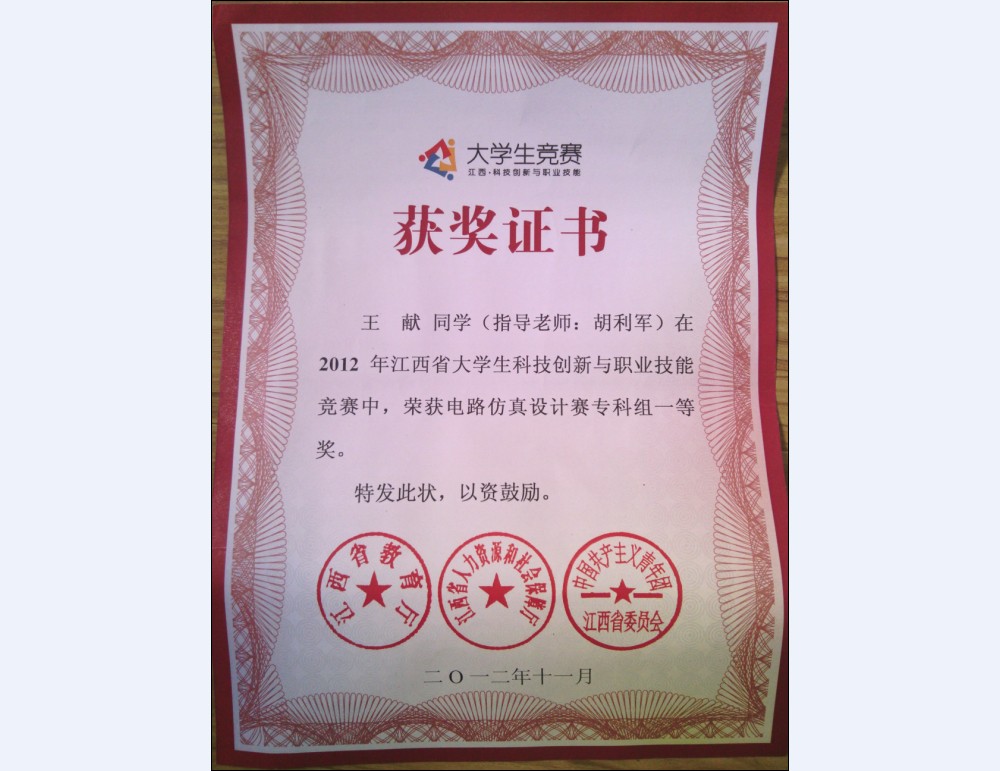 大学生竞赛
江西·科技创新与职业技能
获奖证书
王 献 同学（指导老师：胡利军）在
2012 年江西省大学生科技创新与职业技能
竞赛中，荣获电路仿真设计赛专科组一等
奖。
特发此状，以资鼓励。
江西省教育厅
江西省人力资源和社会保障厅
中国共产主义青年团
江西省委员会
二O一二年十一月